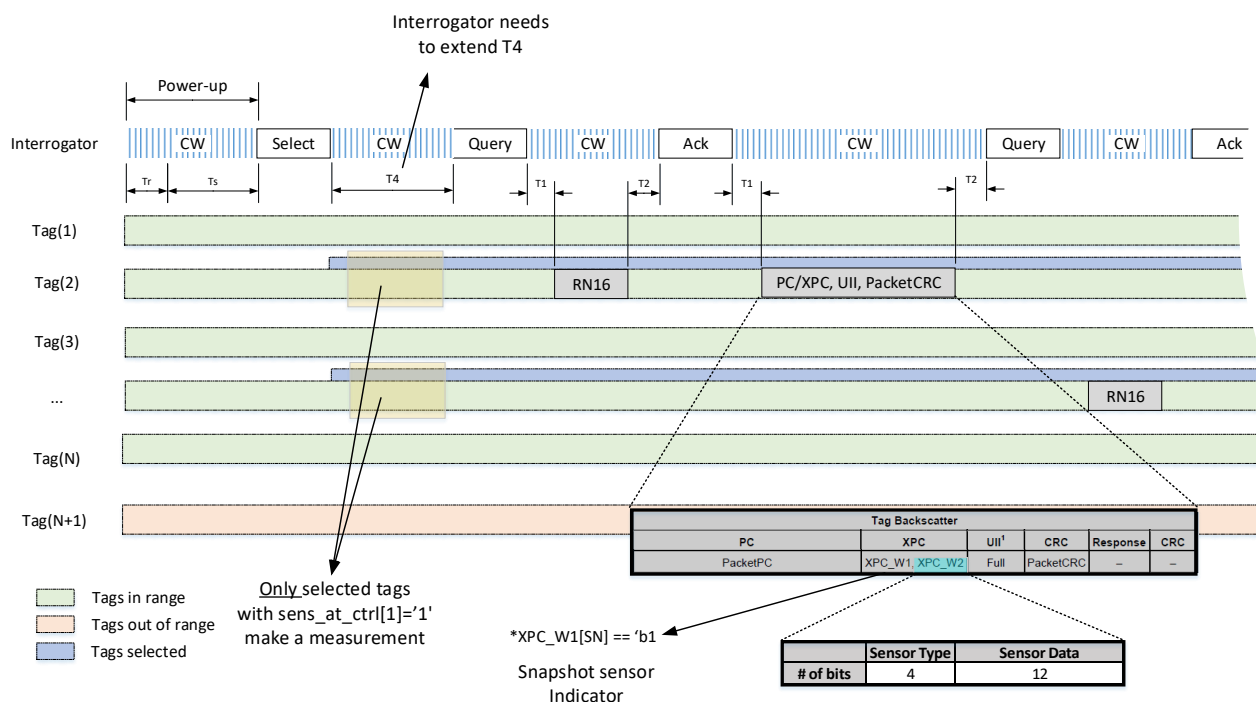 Interrogator needs
to extend T4
Power-up
Interrogator
CW
Select
CW
Query
CW
Ack
CW
Query
CW
Ack
Tr
Ts
T4
T1
T2
T1
T2
Tag(1)
Tag(2)
RN16
PC/XPC, UII, PacketCRC
Tag(3)
...
RN16
Tag(N)
Tag(N+1)
Tag Backscatter
PC XPC UII¹ CRC Response CRC
PacketPC XPC_W1, XPC_W2 Full PacketCRC – –
Tags in range
Tags out of range
Tags selected
Only selected tags
with sens_at_ctrl[1]='1'
make a measurement
*XPC_W1[SN] == ‘b1
Snapshot sensor
Indicator
Sensor Type Sensor Data
# of bits 4 12